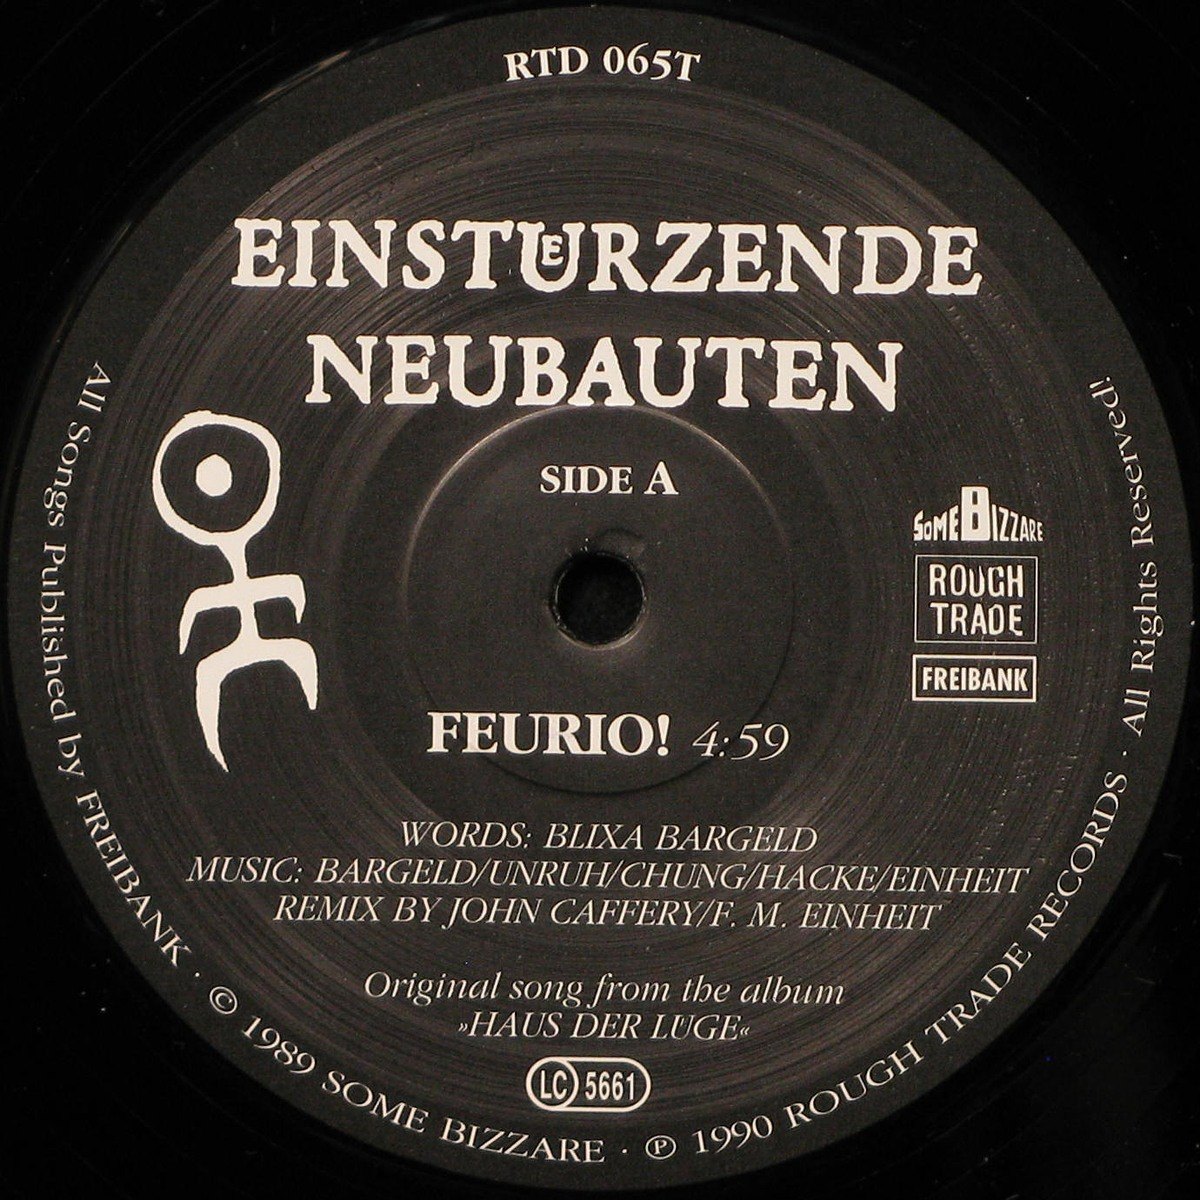 RTD 065T
EINSTÜRZENDE
NEUBAUTEN
SIDE A
SOMEBIZZARE
ROUGH
TRADE
FREIBANK
FEURIO! 4:59
WORDS: BLIXA BARGELD
MUSIC: BARGELD/UNRUH/CHUNG/HACKE/EINHEIT
REMIX BY JOHN CAFFERY/F. M. EINHEIT
Original song from the album
»HAUS DER LÜGE«
LC 5661
All Songs Published by FREIBANK · © 1989 SOME BIZZARE · ℗ 1990 ROUGH TRADE RECORDS · All Rights Reserved!